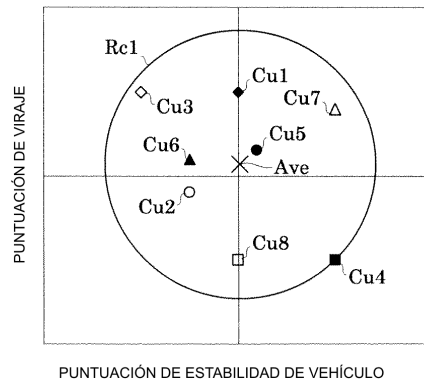 Rc1
Cu1
Cu3
Cu7
Cu5
Cu6
Ave
Cu2
Cu8
Cu4
PUNTUACIÓN DE VIRAJE
PUNTUACIÓN DE ESTABILIDAD DE VEHÍCULO